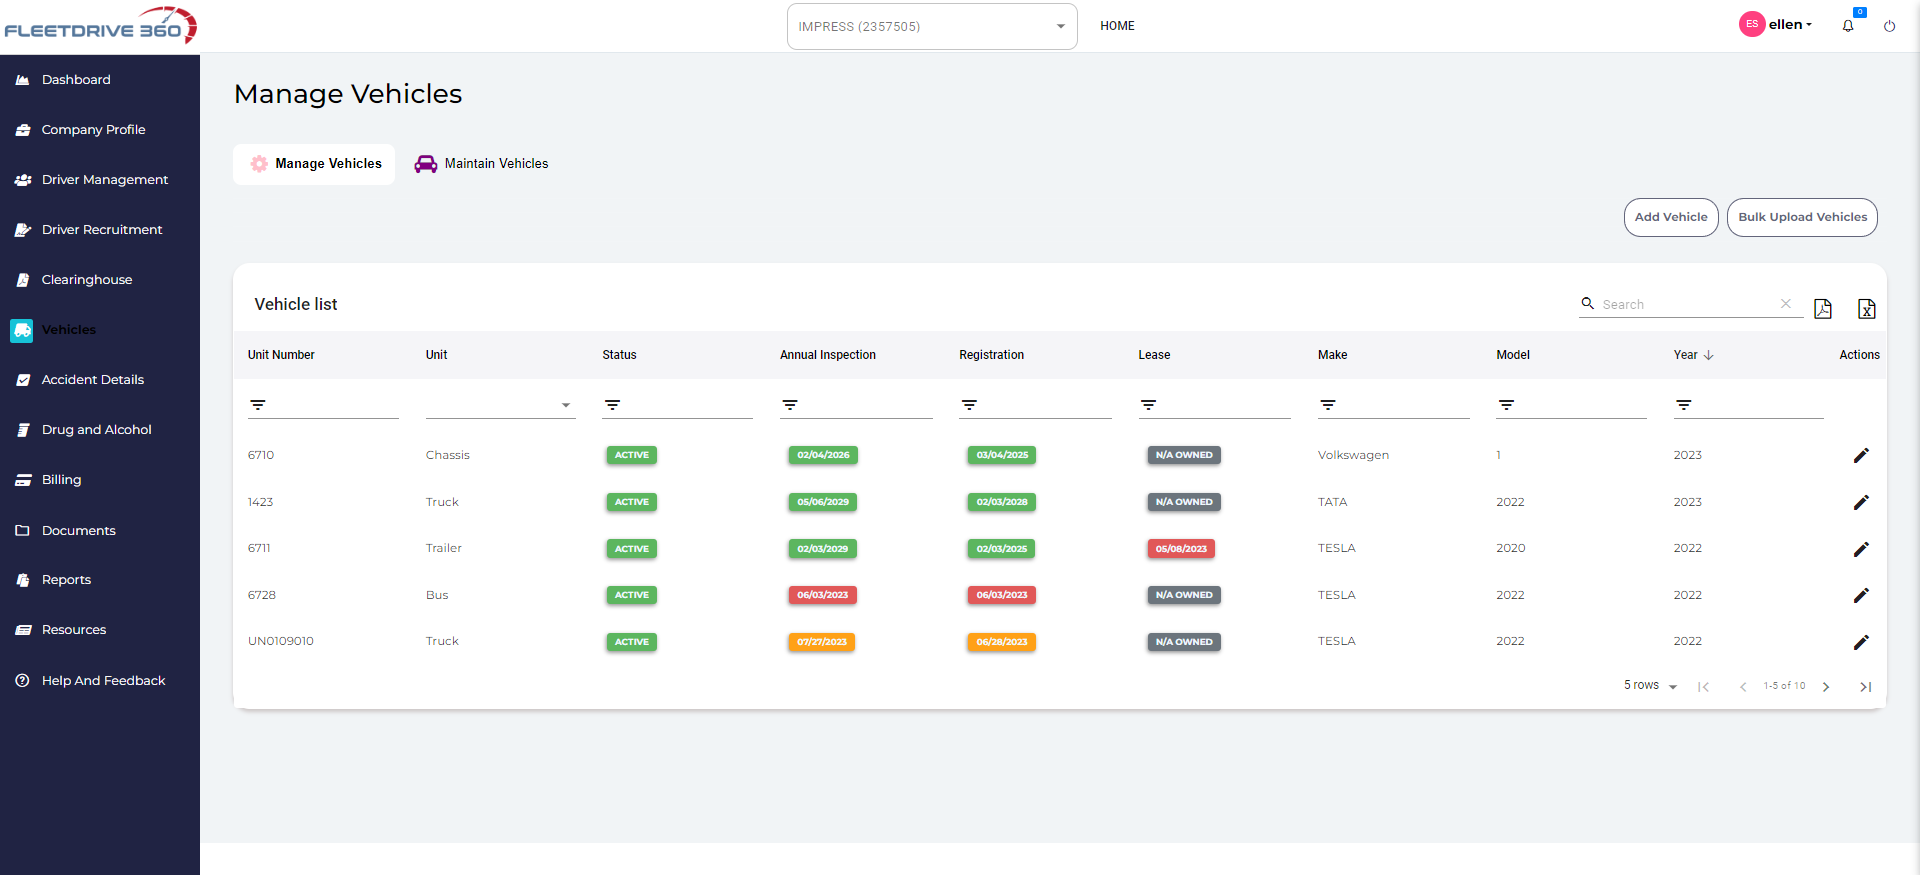 FLEETDRIVE 360
IMPRESS (2357505)
HOME
ES
ellen
0
Dashboard
Company Profile
Driver Management
Driver Recruitment
Clearinghouse
Vehicles
Accident Details
Drug and Alcohol
Billing
Documents
Reports
Resources
Help And Feedback
Manage Vehicles
Manage Vehicles
Maintain Vehicles
Add Vehicle
Bulk Upload Vehicles
Vehicle list
Search
Unit Number Unit Status Annual Inspection Registration Lease Make Model Year Actions
6710 Chassis ACTIVE 02/04/2026 03/04/2025 N/A OWNED Volkswagen 1 2023
1423 Truck ACTIVE 05/06/2029 02/03/2028 N/A OWNED TATA 2022 2023
6711 Trailer ACTIVE 02/03/2029 02/03/2025 05/08/2023 TESLA 2020 2022
6728 Bus ACTIVE 06/03/2023 06/03/2023 N/A OWNED TESLA 2022 2022
UN0109010 Truck ACTIVE 07/27/2023 06/28/2023 N/A OWNED TESLA 2022 2022
5 rows
1-5 of 10